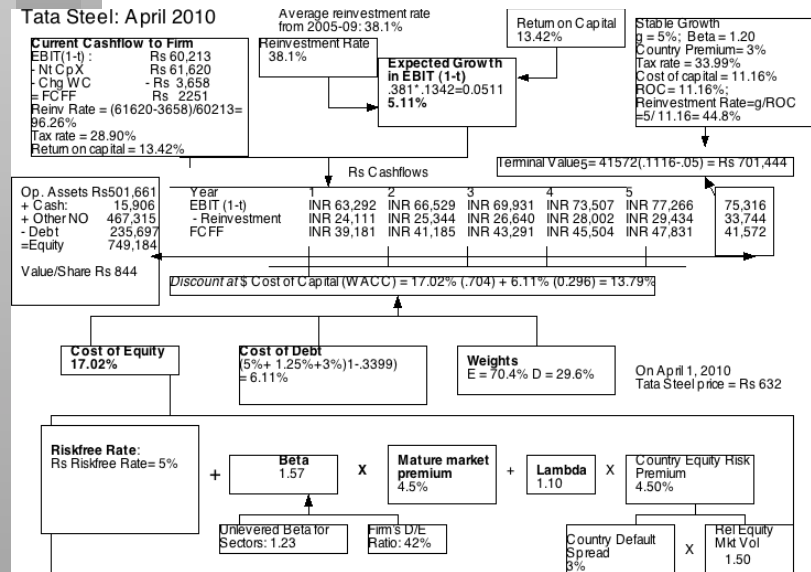 Tata Steel: April 2010
Average reinvestment rate
from 2005-09: 38.1%
Reinvestment Rate
38.1%
Return on Capital
13.42%
Stable Growth
g = 5%; Beta = 1.20
Country Premium= 3%
Tax rate = 33.99%
Cost of capital = 11.16%
ROC= 11.16%;
Reinvestment Rate=g/ROC
=5/ 11.16= 44.8%
Current Cashflow to Firm
EBIT(1-t) : Rs 60,213
- Nt CpX Rs 61,620
- Chg WC - Rs 3,658
= FCFF Rs 2251
Reinv Rate = (61620-3658)/60213=
96.26%
Tax rate = 28.90%
Return on capital = 13.42%
Expected Growth
in EBIT (1-t)
.381*.1342=0.0511
5.11%
Terminal Value5= 41572(.1116-.05) = Rs 701,444
Rs Cashflows
Op. Assets Rs501,661
+ Cash: 15,906
+ Other NO 467,315
- Debt 235,697
=Equity 749,184
Value/Share Rs 844
Year 1 2 3 4 5
EBIT (1-t) INR 63,292 INR 66,529 INR 69,931 INR 73,507 INR 77,266 75,316
- Reinvestment INR 24,111 INR 25,344 INR 26,640 INR 28,002 INR 29,434 33,744
FCFF INR 39,181 INR 41,185 INR 43,291 INR 45,504 INR 47,831 41,572
Discount at $ Cost of Capital (WACC) = 17.02% (.704) + 6.11% (0.296) = 13.79%
Cost of Equity
17.02%
Cost of Debt
(5%+ 1.25%+3%)1-.3399)
= 6.11%
Weights
E = 70.4% D = 29.6%
On April 1, 2010
Tata Steel price = Rs 632
Riskfree Rate:
Rs Riskfree Rate= 5%
+
Beta
1.57
X
Mature market
premium
4.5%
+
Lambda
1.10
X
Country Equity Risk
Premium
4.50%
Unlevered Beta for
Sectors: 1.23
Firm's D/E
Ratio: 42%
Country Default
Spread
3%
X
Rel Equity
Mkt Vol
1.50